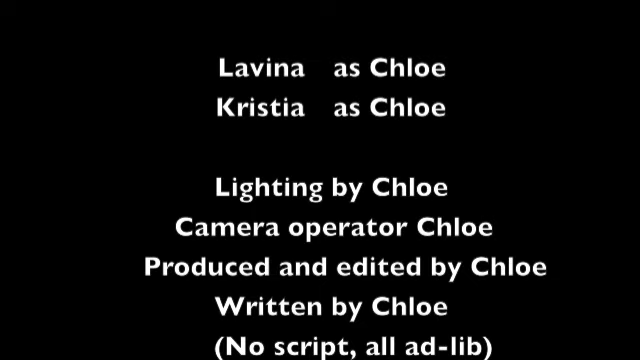 Lavina as Chloe
Kristia as Chloe
Lighting by Chloe
Camera operator Chloe
Produced and edited by Chloe
Written by Chloe
(No script, all ad-lib)